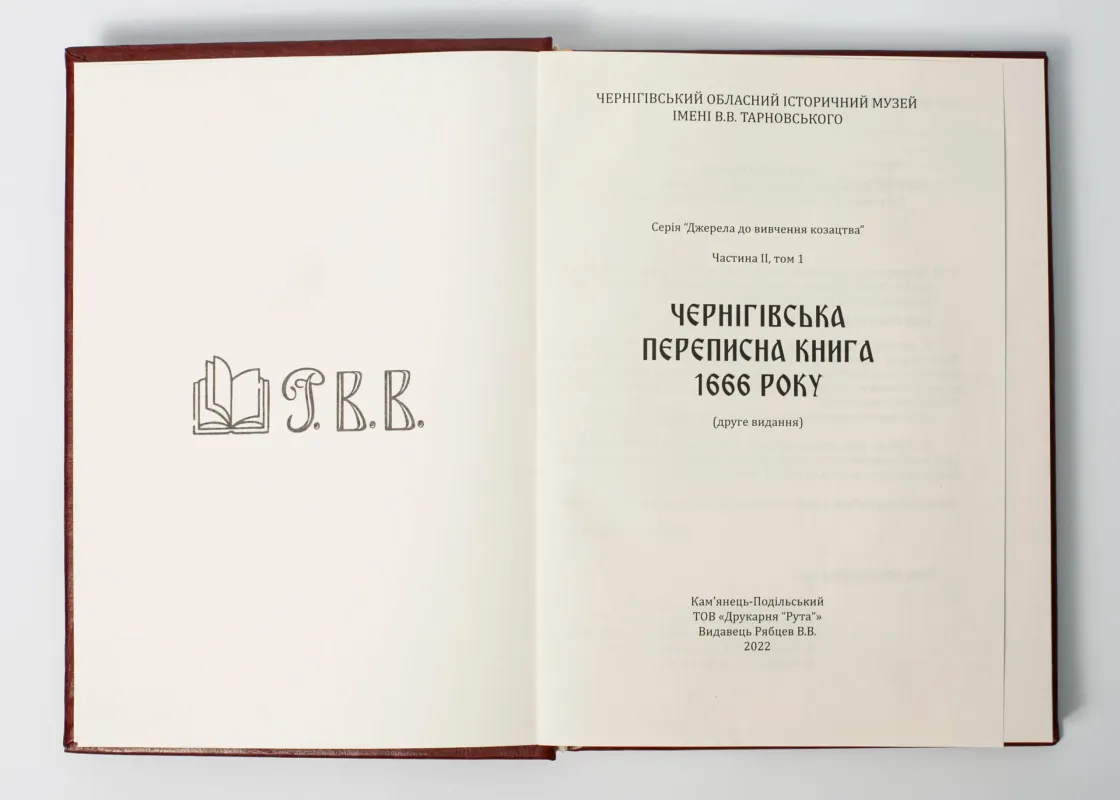 Р.В.В.
ЧЕРНІГІВСЬКИЙ ОБЛАСНИЙ ІСТОРИЧНИЙ МУЗЕЙ
ІМЕНІ В.В. ТАРНОВСЬКОГО
Серія “Джерела до вивчення козацтва”
Частина II, том 1
ЧЕРНІГІВСЬКА
ПЕРЕПИСНА КНИГА
1666 РОКУ
(друге видання)
Кам'янець-Подільський
ТОВ «Друкарня “Рута”»
Видавець Рябцев В.В.
2022